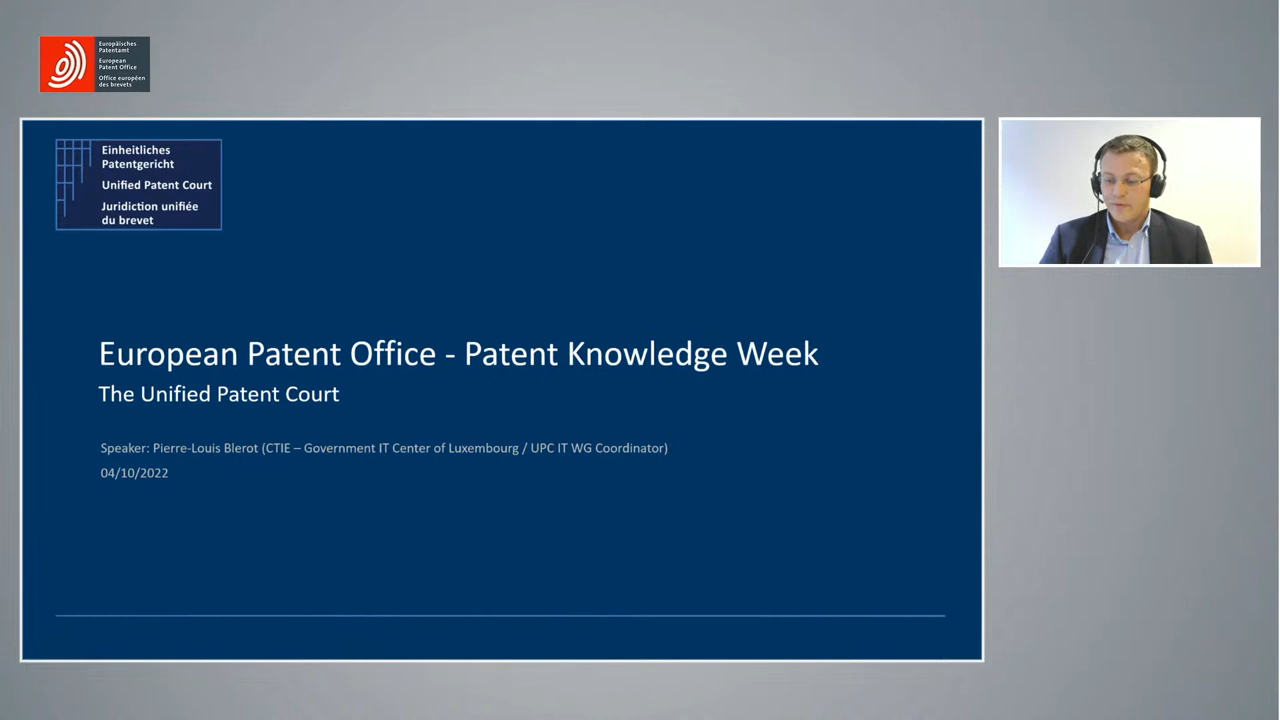 Europäisches
Patentamt
European
Patent Office
Office européen
des brevets
Einheitliches
Patentgericht
Unified Patent Court
Juridiction unifiée
du brevet
European Patent Office - Patent Knowledge Week
The Unified Patent Court
Speaker: Pierre-Louis Blerot (CTIE – Government IT Center of Luxembourg / UPC IT WG Coordinator)
04/10/2022